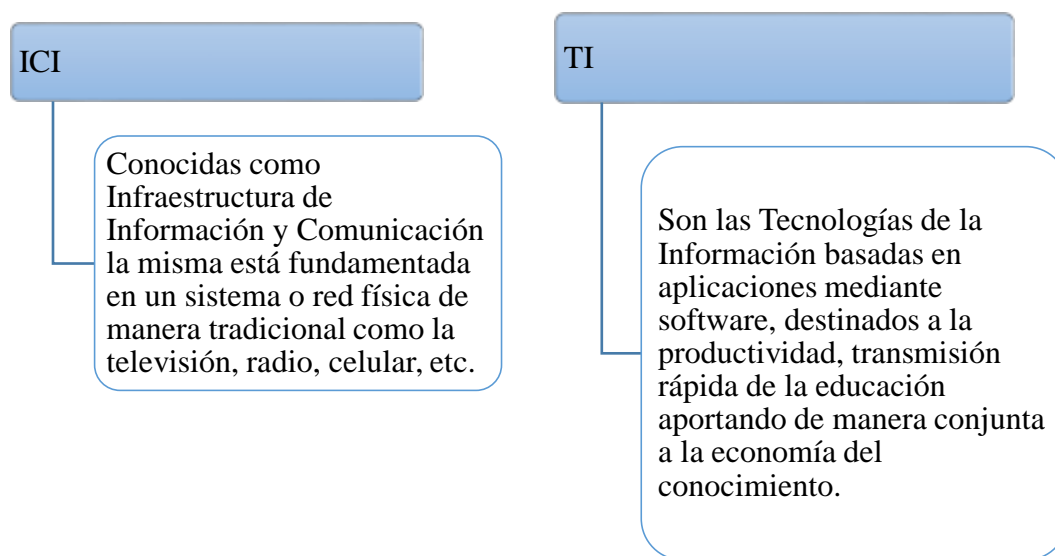 ICI
Conocidas como
Infraestructura de
Información y Comunicación
la misma está fundamentada
en un sistema o red física de
manera tradicional como la
televisión, radio, celular, etc.
TI
Son las Tecnologías de la
Información basadas en
aplicaciones mediante
software, destinados a la
productividad, transmisión
rápida de la educación
aportando de manera conjunta
a la economía del
conocimiento.